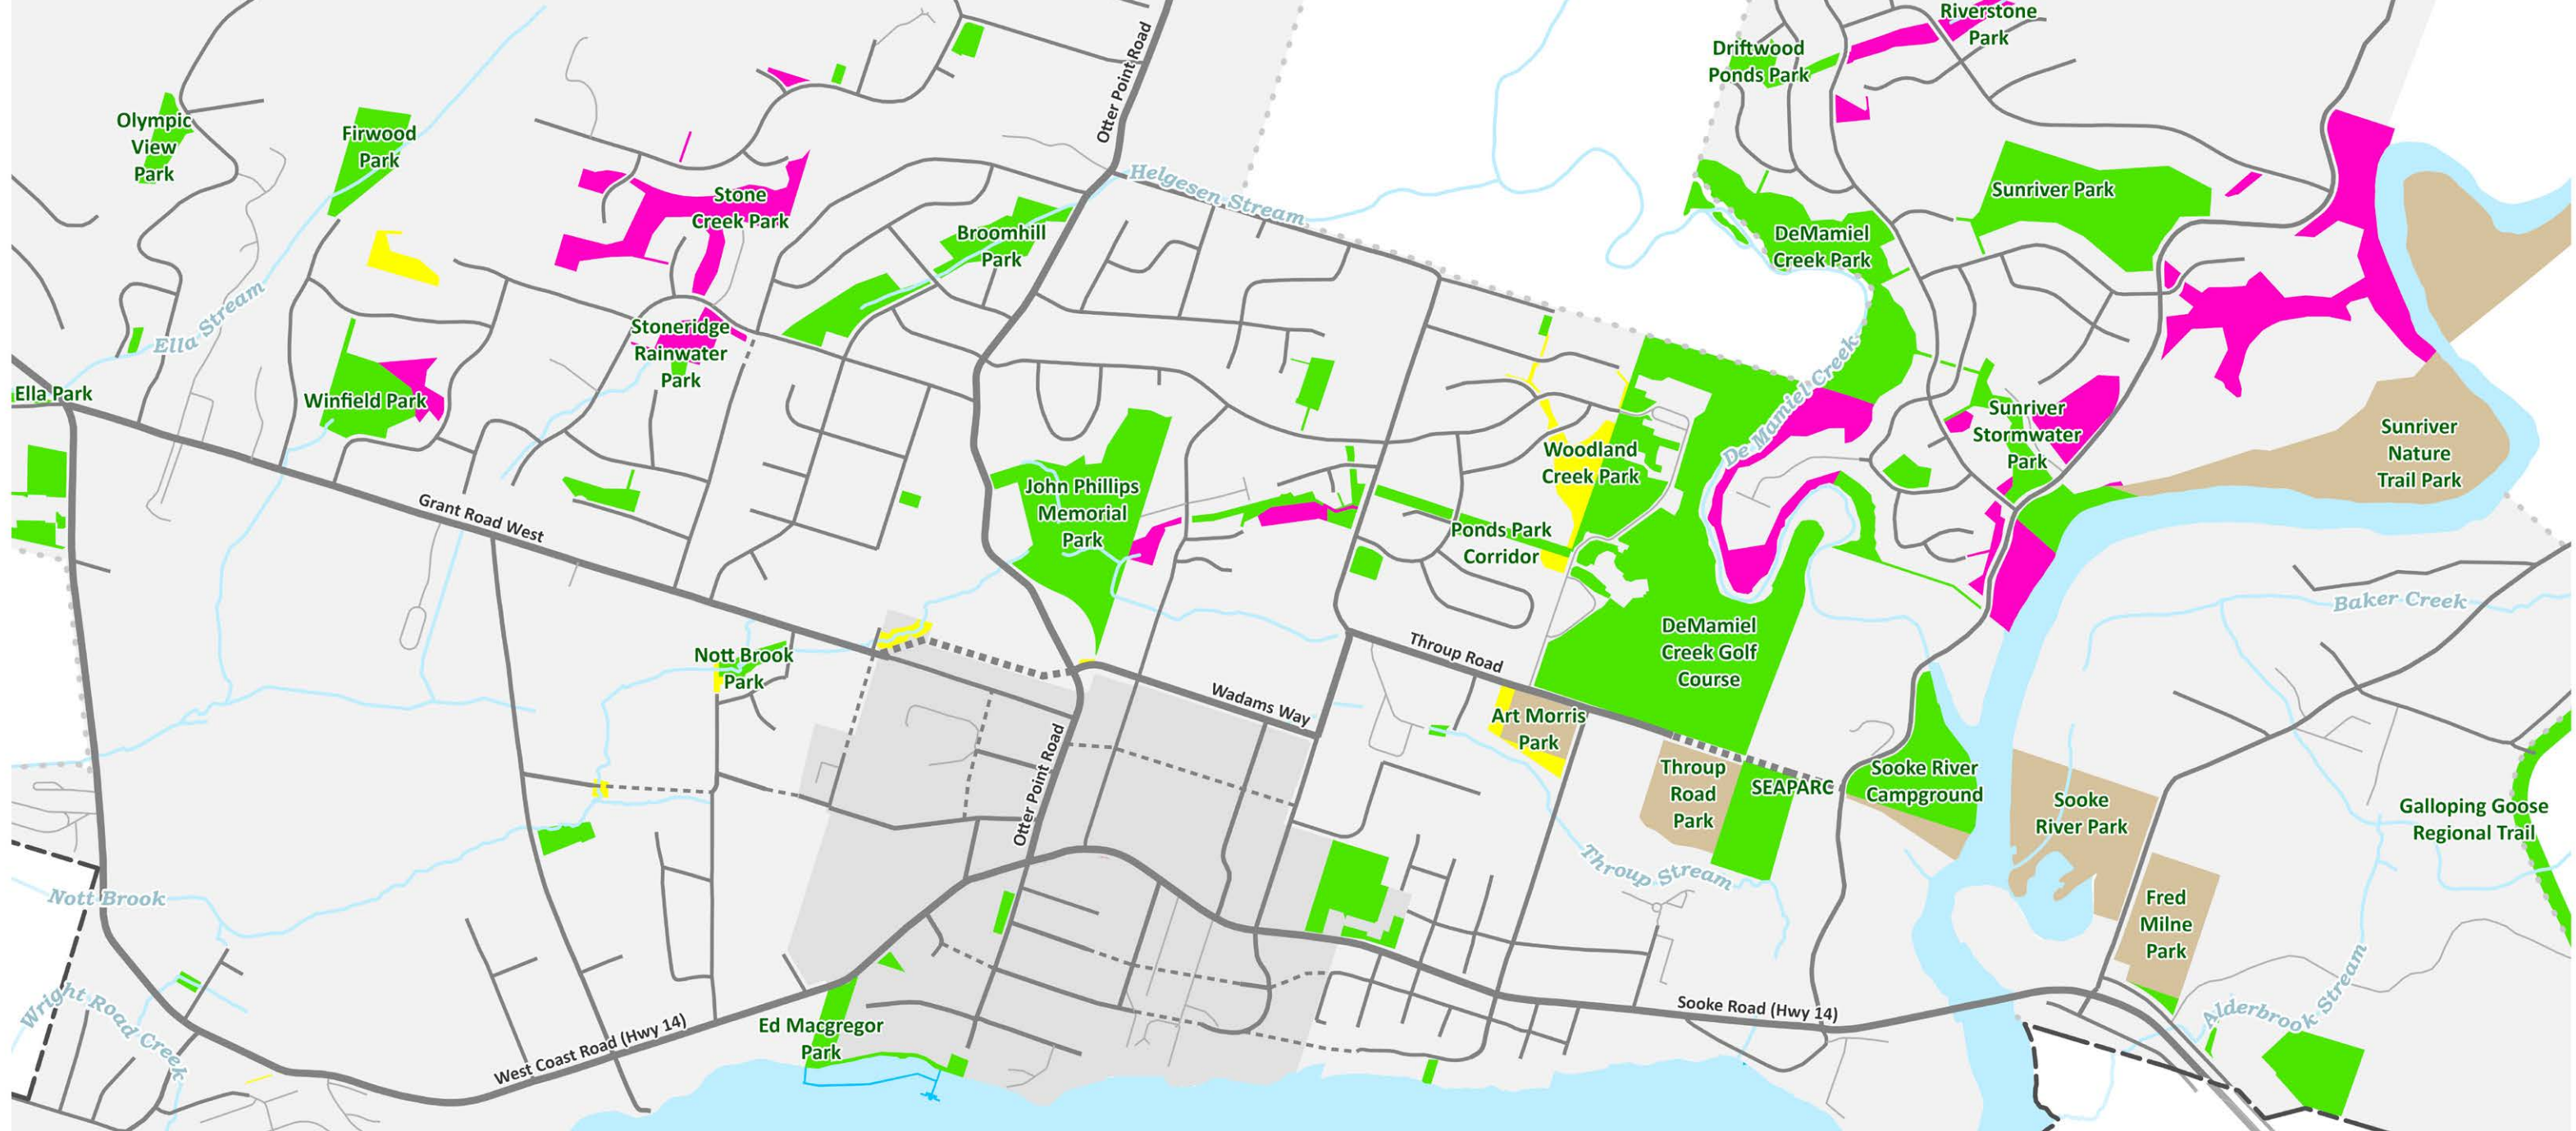 Riverstone
Park
Driftwood
Ponds Park
Otter Point Road
Olympic
View
Park
Firwood
Park
Helgesen Stream
Stone
Creek Park
Sunriver Park
Broomhill
Park
DeMamiel
Creek Park
Ella Stream
Stoneridge
Rainwater
Park
Ella Park
Winfield Park
De Mamiel Creek
Sunriver
Stormwater
Park
Woodland
Creek Park
Sunriver
Nature
Trail Park
John Phillips
Memorial
Park
Grant Road West
Ponds Park
Corridor
Baker Creek
DeMamiel
Creek Golf
Course
Throup Road
Nott Brook
Park
Wadams Way
Art Morris
Park
Otter Point Road
Throup
Road
Park
SEAPARC
Sooke River
Campground
Sooke
River Park
Galloping Goose
Regional Trail
Throup Stream
Nott Brook
Fred
Milne
Park
Wright Road Creek
Alderbrook Stream
Sooke Road (Hwy 14)
Ed Macgregor
Park
West Coast Road (Hwy 14)